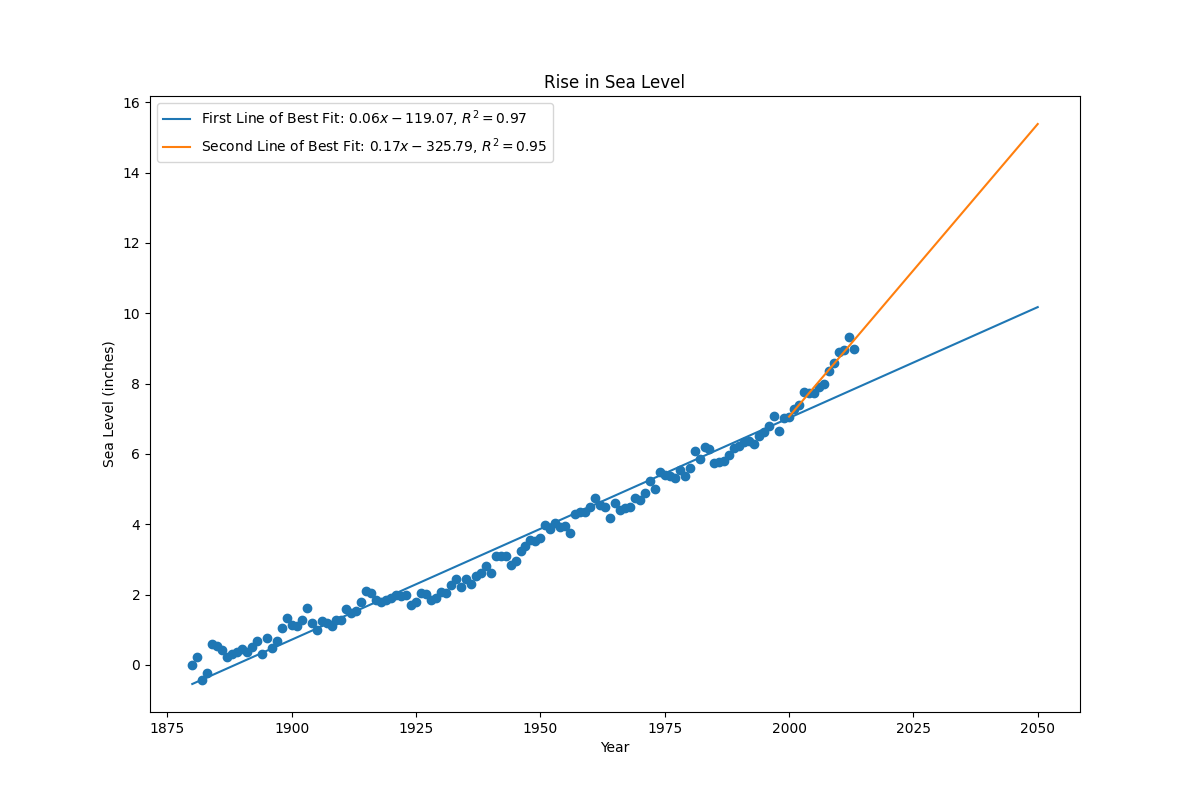 Rise in Sea Level
First Line of Best Fit: 0.06x − 119.07, R² = 0.97
Second Line of Best Fit: 0.17x − 325.79, R² = 0.95
Sea Level (inches)
16
14
12
10
8
6
4
2
0
1875 1900 1925 1950 1975 2000 2025 2050
Year